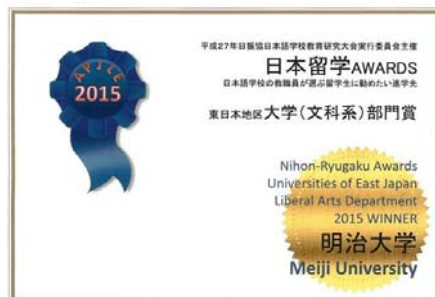 APJLE
2015
平成27年日振協日本語学校教育研究大会実行委員会主催
日本留学AWARDS
日本語学校の教職員が選ぶ留学生に勧めたい進学先
東日本地区大学(文科系)部門賞
Nihon-Ryugaku Awards
Universities of East Japan
Liberal Arts Department
2015 WINNER
明治大学
Meiji University